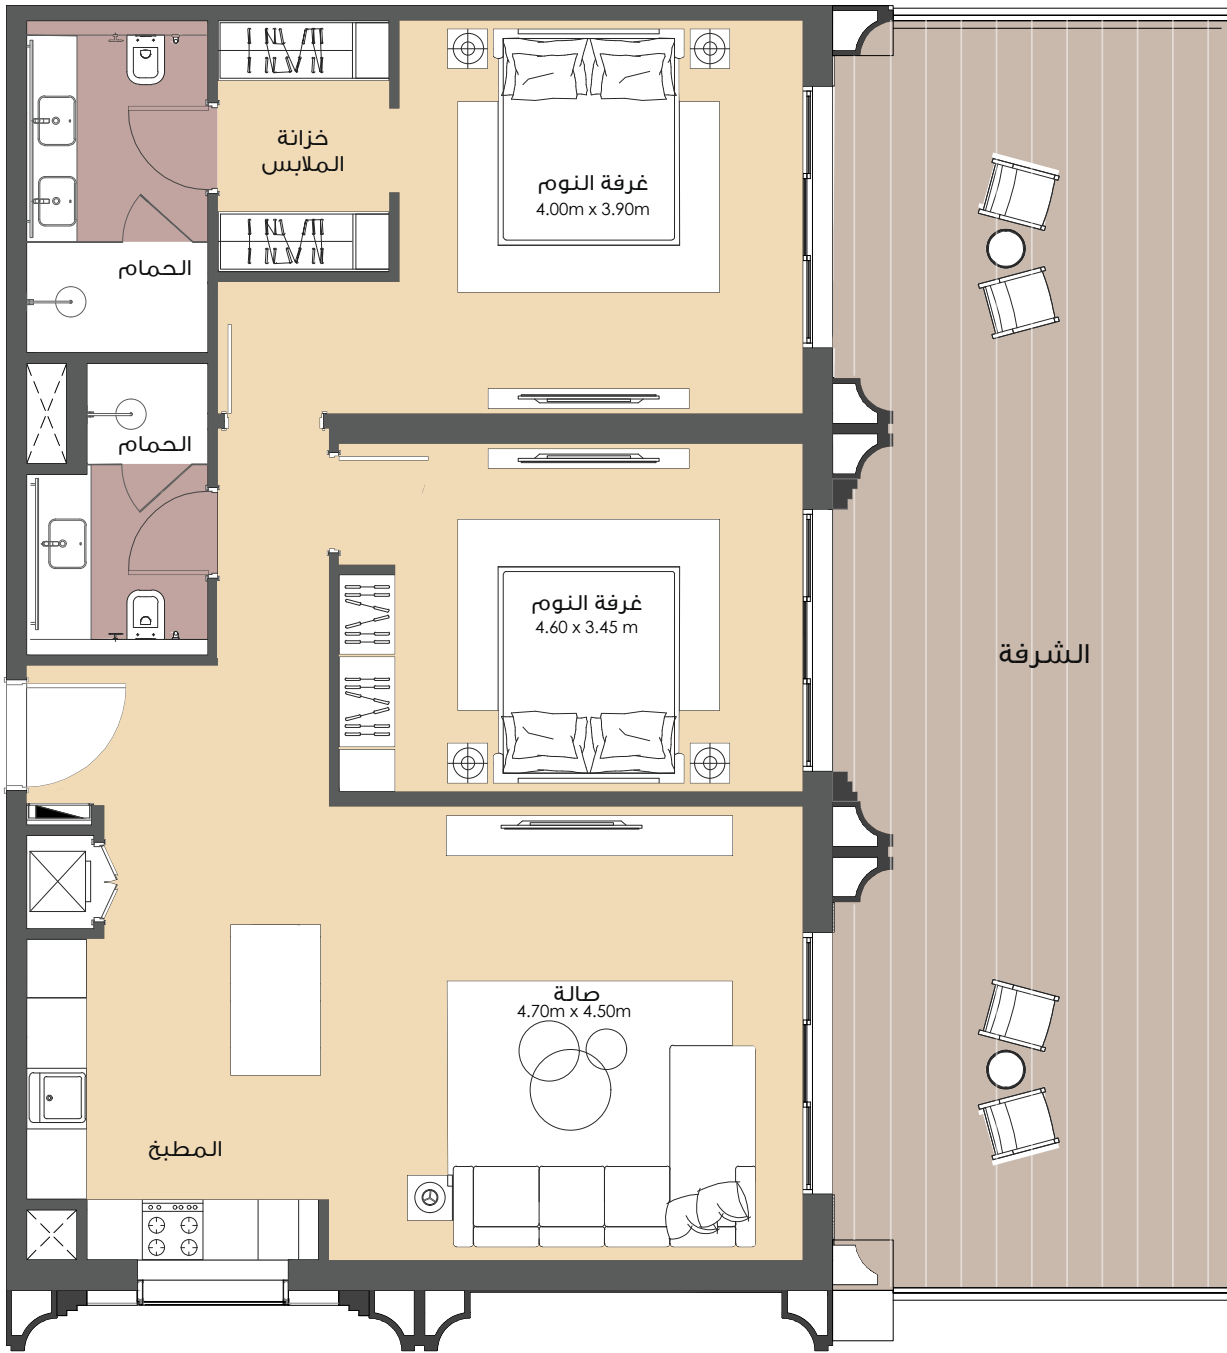 خزانة
الملابس
غرفة النوم
4.00m x 3.90m
الحمام
الحمام
غرفة النوم
4.60 x 3.45 m
الشرفة
صالة
4.70m x 4.50m
المطبخ